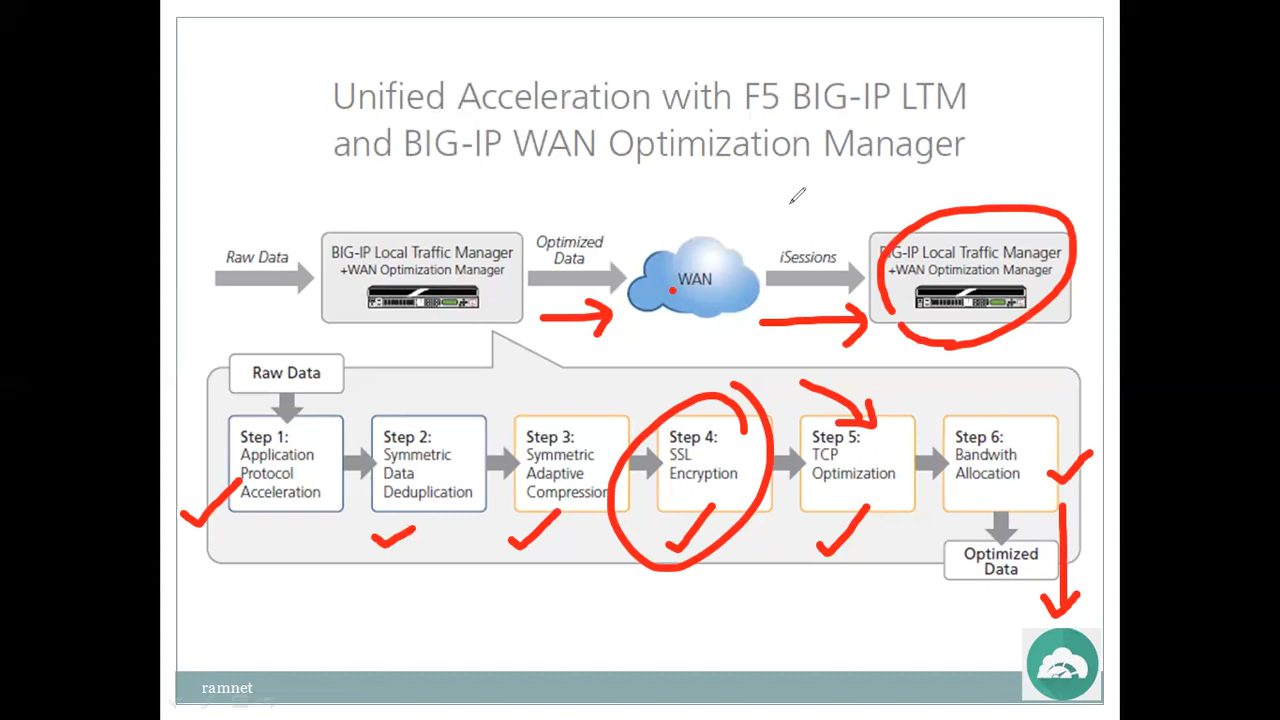 Unified Acceleration with F5 BIG-IP LTM
and BIG-IP WAN Optimization Manager
Raw Data
BIG-IP Local Traffic Manager
+WAN Optimization Manager
Optimized
Data
WAN
iSessions
BIG-IP Local Traffic Manager
+WAN Optimization Manager
Raw Data
Step 1:
Application
Protocol
Acceleration
Step 2:
Symmetric
Data
Deduplication
Step 3:
Symmetric
Adaptive
Compression
Step 4:
SSL
Encryption
Step 5:
TCP
Optimization
Step 6:
Bandwith
Allocation
Optimized
Data
ramnet